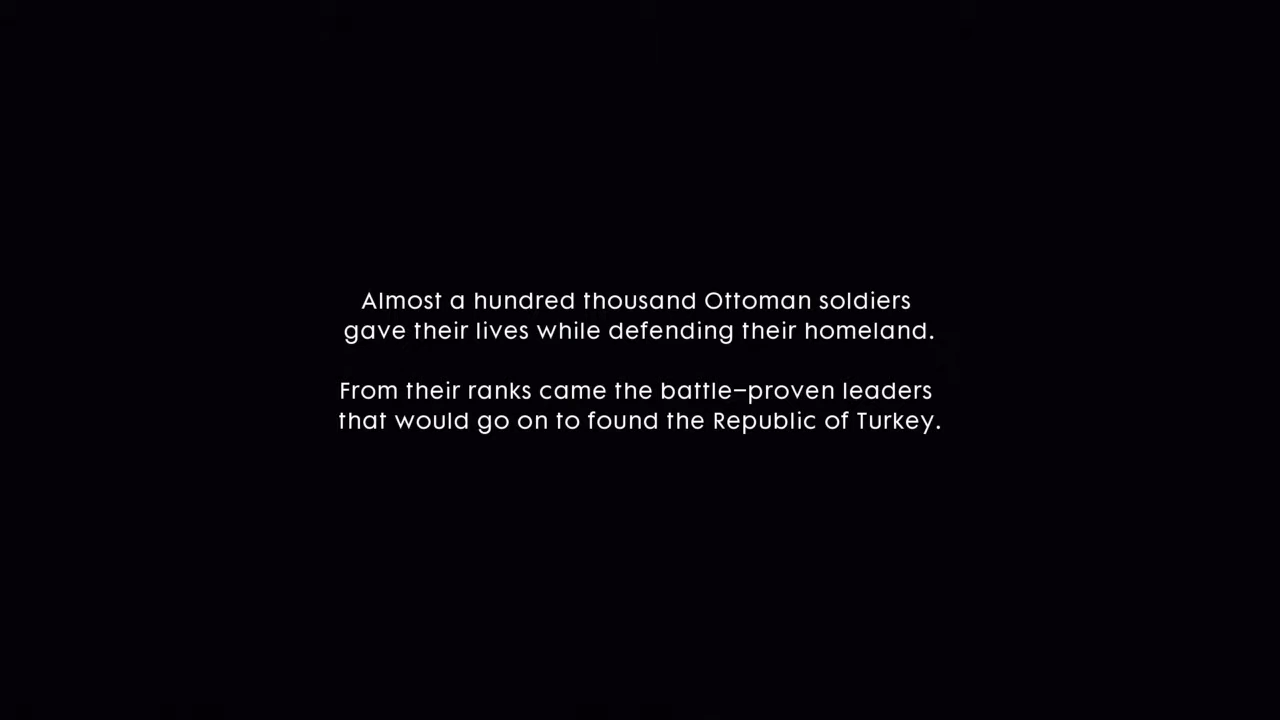 Almost a hundred thousand Ottoman soldiers
gave their lives while defending their homeland.
From their ranks came the battle-proven leaders
that would go on to found the Republic of Turkey.